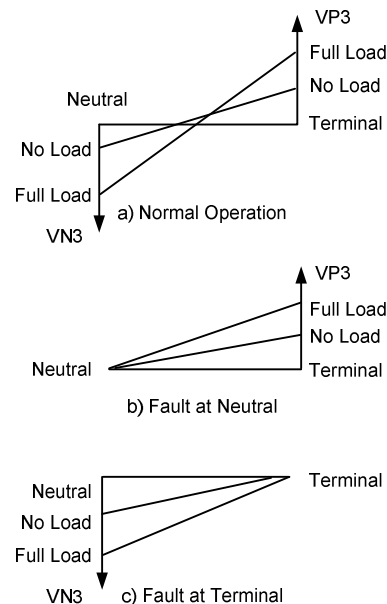 VP3
Full Load
No Load
Neutral
Terminal
No Load
Full Load
a) Normal Operation
VN3
VP3
Full Load
No Load
Neutral
Terminal
b) Fault at Neutral
Terminal
Neutral
No Load
Full Load
VN3
c) Fault at Terminal